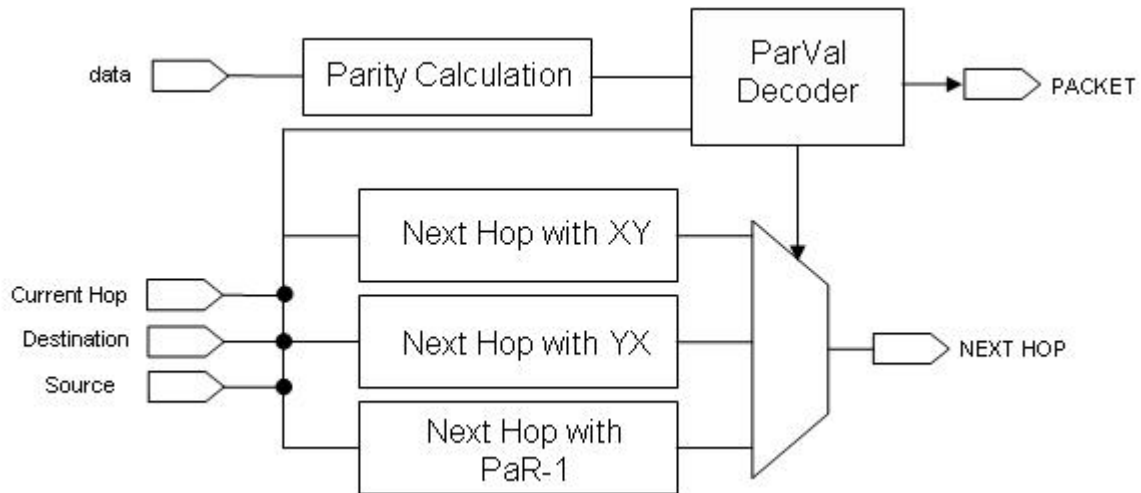 data
Parity Calculation
ParVal
Decoder
PACKET
Next Hop with XY
Current Hop
Destination
Source
Next Hop with YX
NEXT HOP
Next Hop with
PaR-1